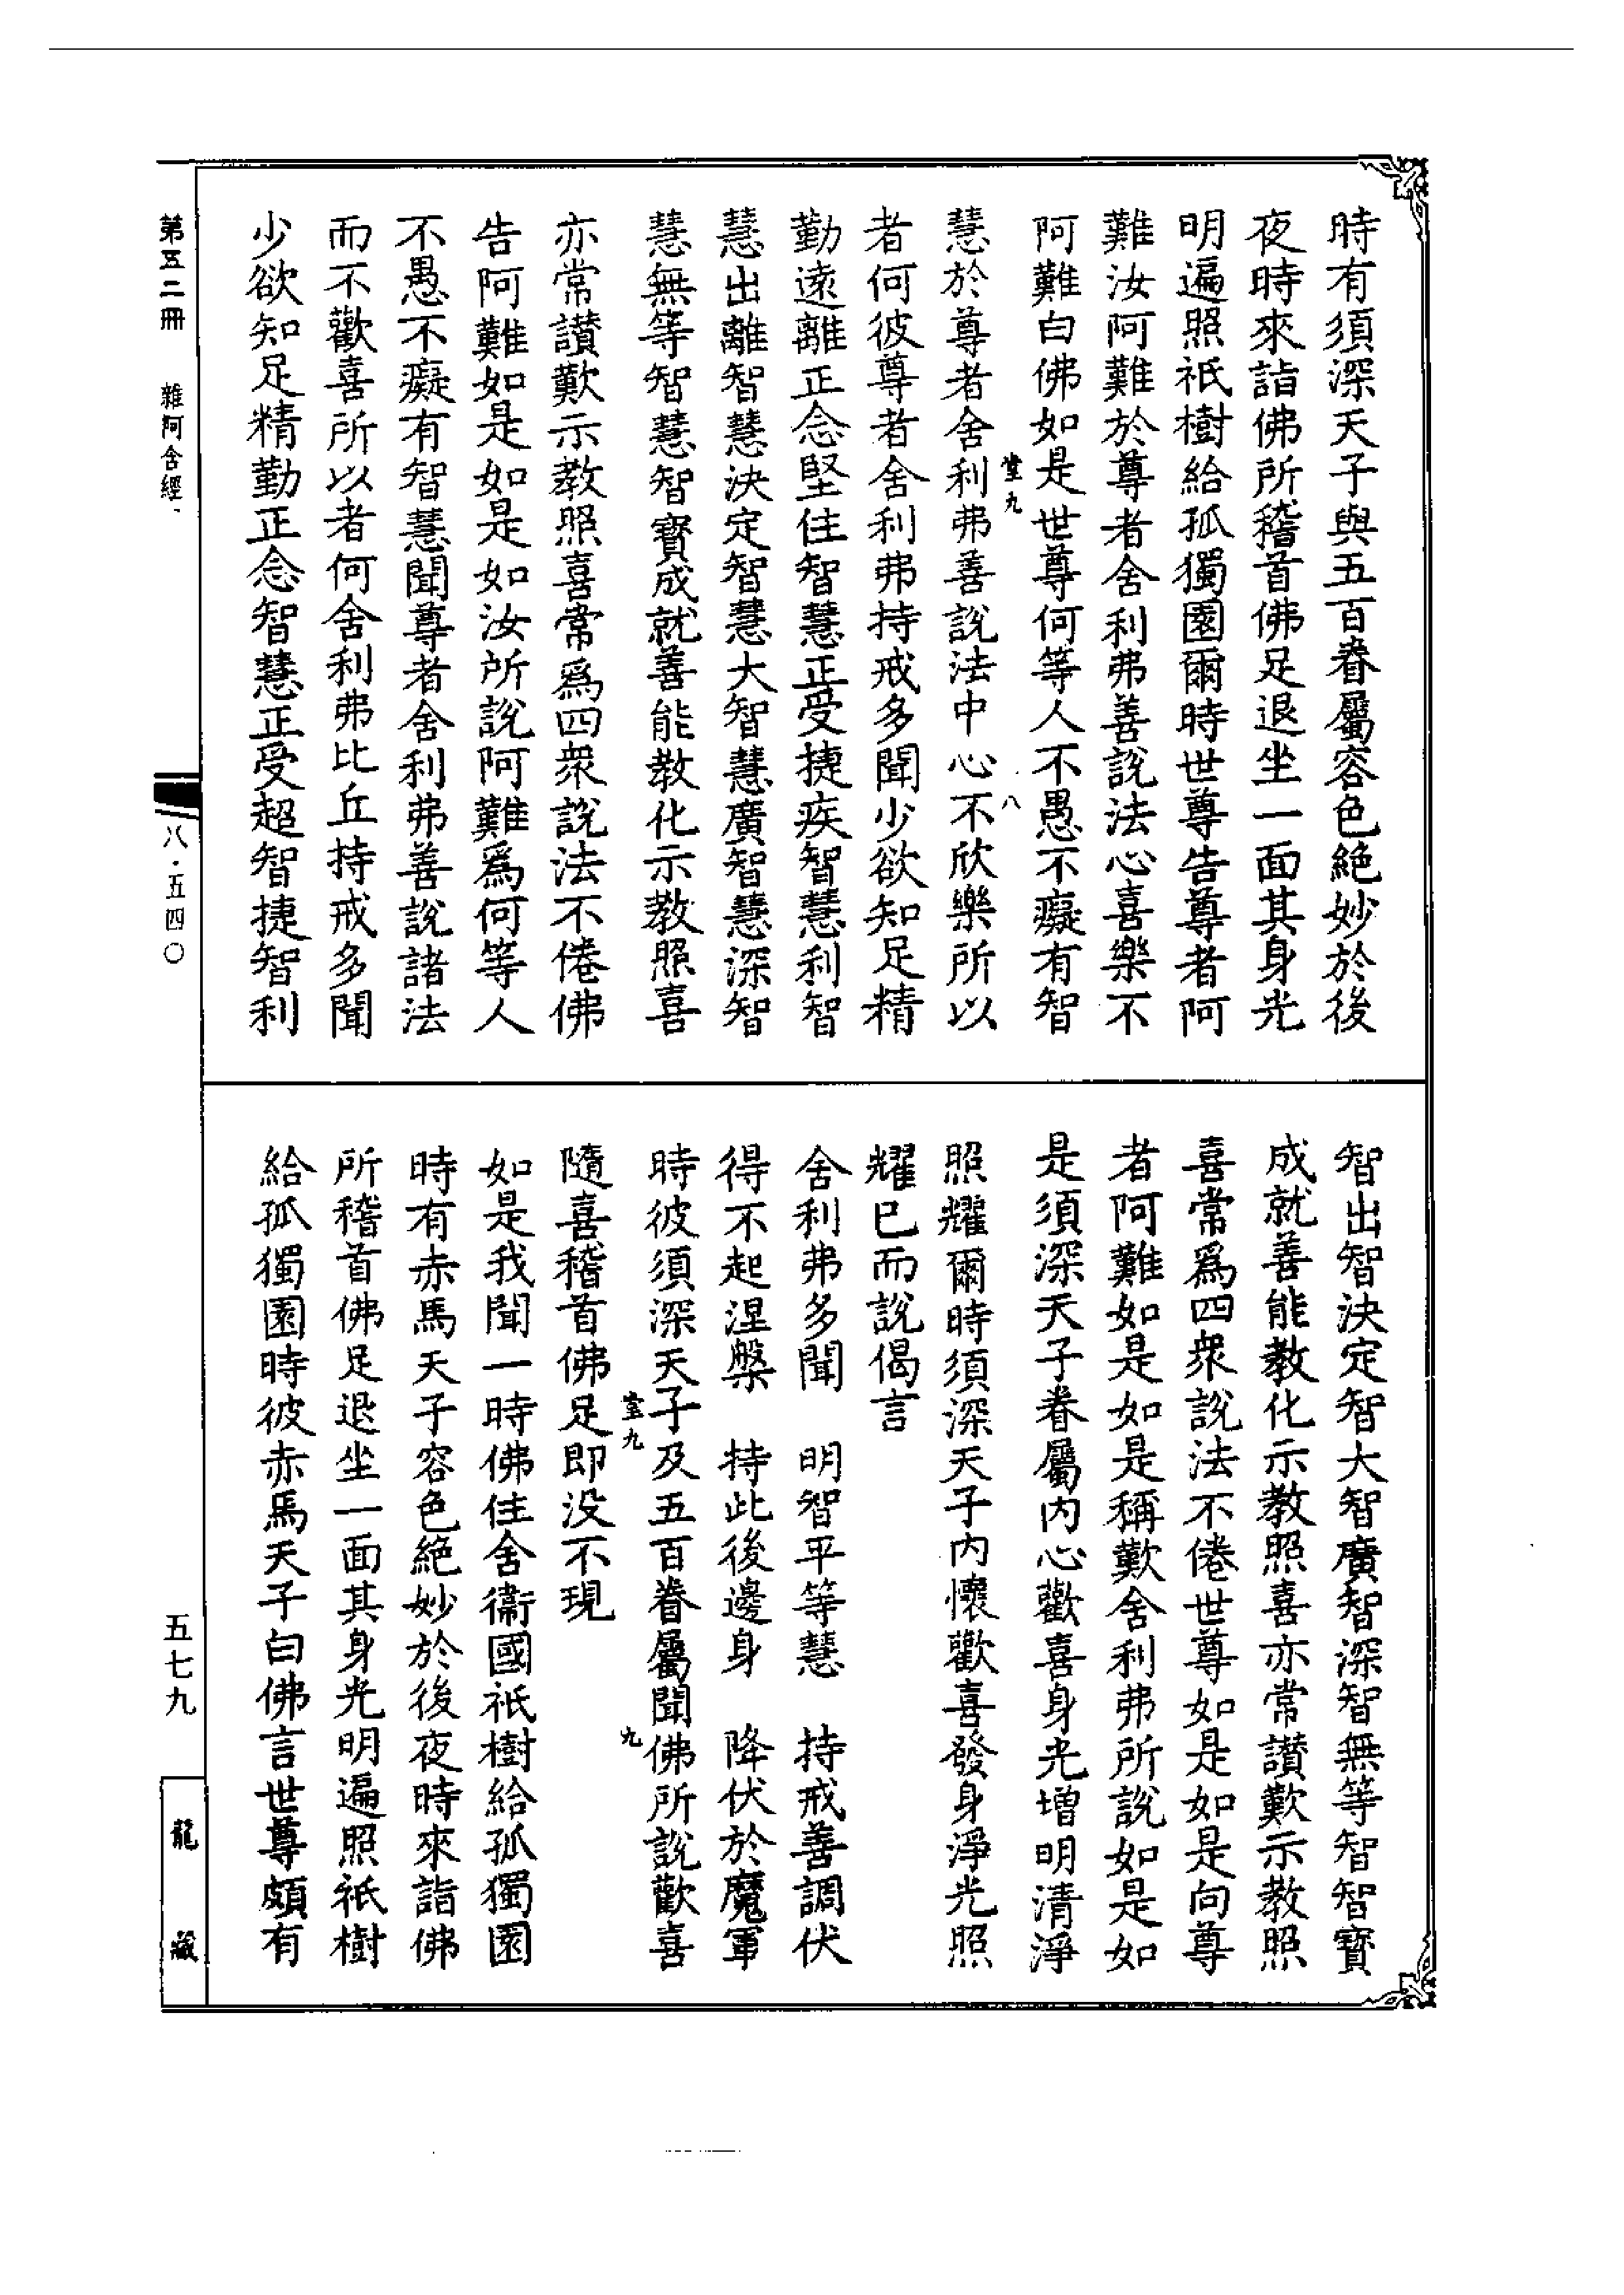 時有須深天子與五百眷屬容色絕妙於後
夜時來詣佛所稽首佛足退坐一面其身光
明遍照祇樹給孤獨園爾時世尊告尊者阿
難汝阿難於尊者舍利弗善說法心喜樂不
阿難白佛如是世尊何等人不愚不癡有智
堂九
八
慧於尊者舍利弗善說法中心不欣樂所以
者何彼尊者舍利弗持戒多聞少欲知足精
勤遠離正念堅住智慧正受捷疾智慧利智
慧出離智慧決定智慧大智慧廣智慧深智
慧無等智慧智寶成就善能教化示教照喜
亦常讃歎示教照喜常爲四衆說法不倦佛
告阿難如是如是如汝所說阿難爲何等人
不愚不癡有智慧聞尊者舍利弗善說諸法
而不歡喜所以者何舍利弗比丘持戒多聞
少欲知足精勤正念智慧正受超智捷智利
智出智決定智大智廣智深智無等智智寶
成就善能教化示教照喜亦常讃歎示教照
喜常爲四衆說法不倦世尊如是如是向尊
者阿難如是如是稱歎舍利弗所說如是如
是須深天子眷屬內心歡喜身光增明清淨
照耀爾時須深天子內懷歡喜發身淨光照
耀已而說偈言
舍利弗多聞　明智平等慧　持戒善調伏
得不起涅槃　持此後邊身　降伏於魔軍
時彼須深天子及五百眷屬聞佛所說歡喜
堂九
九
隨喜稽首佛足即没不現
如是我聞一時佛住舍衞國祇樹給孤獨園
時有赤馬天子容色絕妙於後夜時來詣佛
所稽首佛足退坐一面其身光明遍照祇樹
給孤獨園時彼赤馬天子白佛言世尊頗有
第五二冊　雜阿含經
八·五四〇
五七九
龍藏